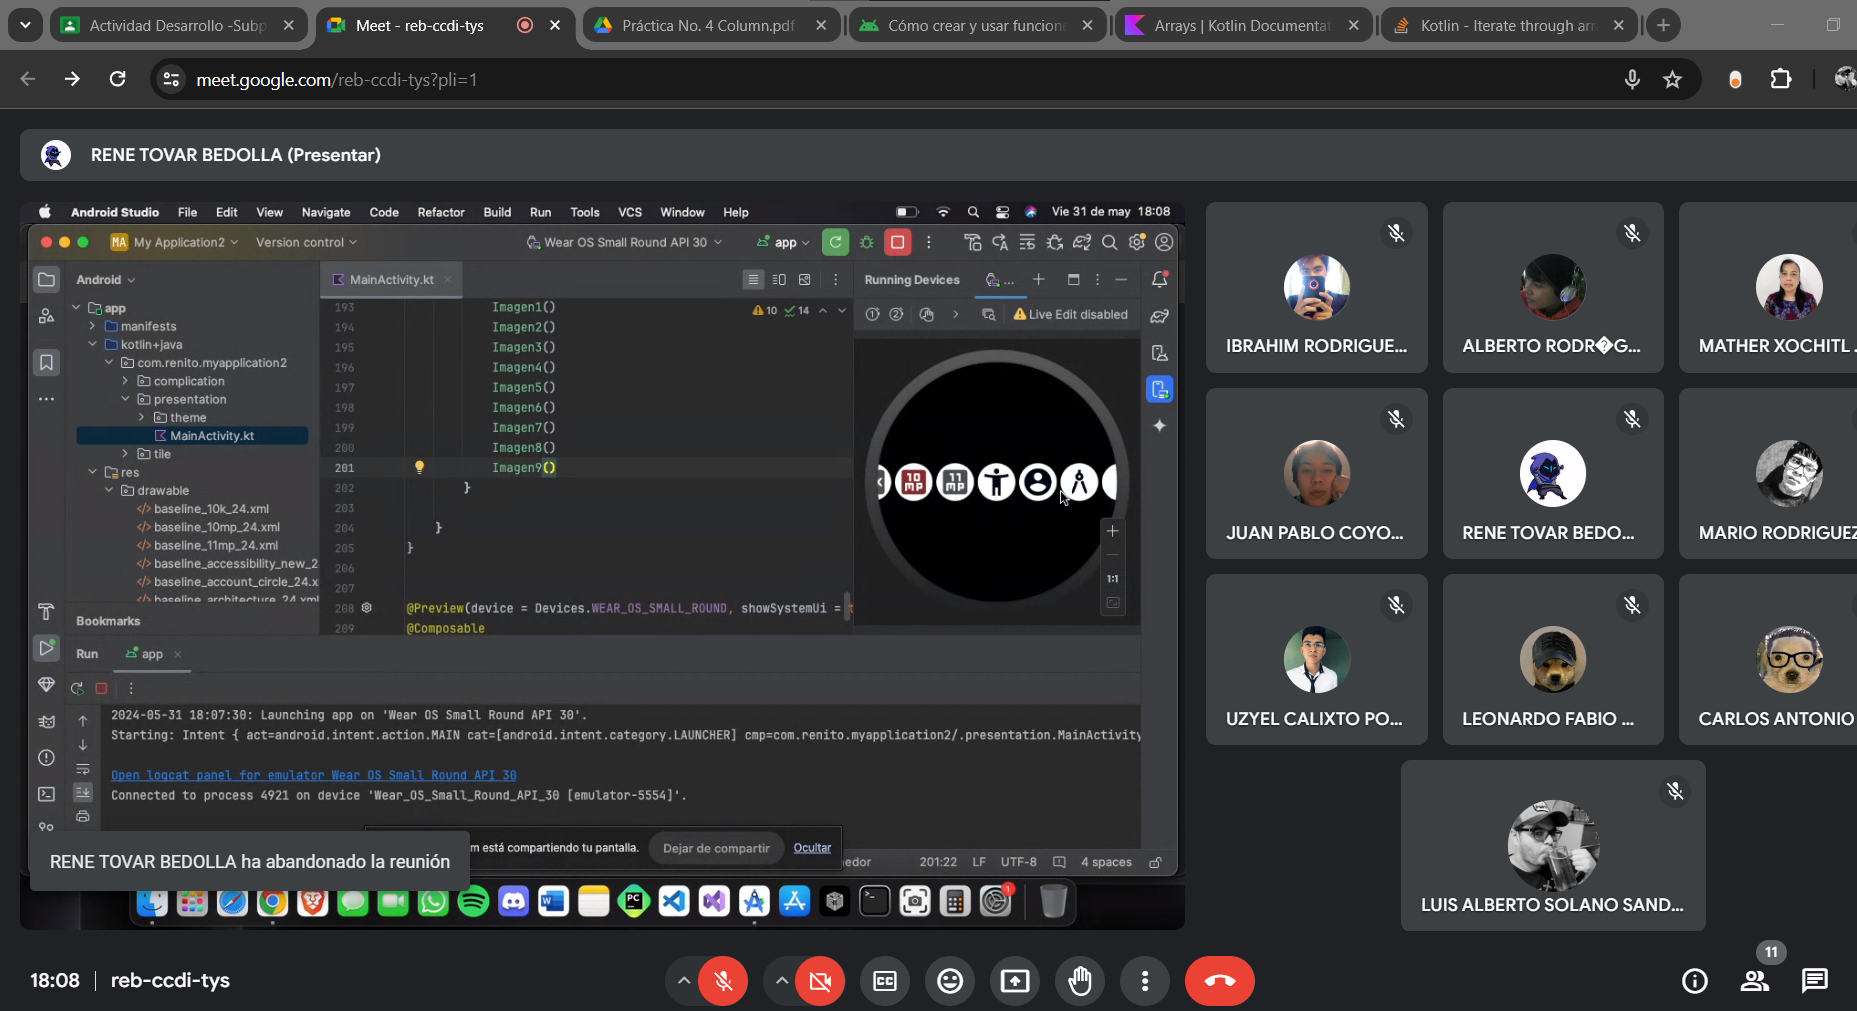 Actividad Desarrollo -Subp
Meet - reb-ccdi-tys
Práctica No. 4 Column.pdf
Cómo crear y usar funcione
Arrays | Kotlin Documentat
Kotlin - Iterate through arr
meet.google.com/reb-ccdi-tys?pli=1
RENE TOVAR BEDOLLA (Presentar)
Android Studio File Edit View Navigate Code Refactor Build Run Tools VCS Window Help
Vie 31 de may 18:08
MA My Application2 Version control
Wear OS Small Round API 30
app
Android
MainActivity.kt
Running Devices
Live Edit disabled
app
manifests
kotlin+java
com.renito.myapplication2
complication
presentation
theme
MainActivity.kt
tile
res
drawable
baseline_10k_24.xml
baseline_10mp_24.xml
baseline_11mp_24.xml
baseline_accessibility_new_2
baseline_account_circle_24.x
baseline_architecture_24.xml
Bookmarks
10 14
193 Imagen1()
194 Imagen2()
195 Imagen3()
196 Imagen4()
197 Imagen5()
198 Imagen6()
199 Imagen7()
200 Imagen8()
201 Imagen9()
202 }
203
204 }
205 }
206
207
208 @Preview(device = Devices.WEAR_OS_SMALL_ROUND, showSystemUi = t
209 @Composable
10 MP
11 MP
1:1
Run app
2024-05-31 18:07:30: Launching app on 'Wear OS Small Round API 30'.
Starting: Intent { act=android.intent.action.MAIN cat=[android.intent.category.LAUNCHER] cmp=com.renito.myapplication2/.presentation.MainActivity
Open logcat panel for emulator Wear OS Small Round API 30
Connected to process 4921 on device 'Wear_OS_Small_Round_API_30 [emulator-5554]'.
m está compartiendo tu pantalla.
Dejar de compartir
Ocultar
nedor
201:22 LF UTF-8 4 spaces
RENE TOVAR BEDOLLA ha abandonado la reunión
PC
1
IBRAHIM RODRIGUE...
ALBERTO RODR�G...
MATHER XOCHITL .
JUAN PABLO COYO...
RENE TOVAR BEDO...
MARIO RODRIGUEZ
UZYEL CALIXTO PO...
LEONARDO FABIO ...
CARLOS ANTONIO
LUIS ALBERTO SOLANO SAND...
18:08 | reb-ccdi-tys
11